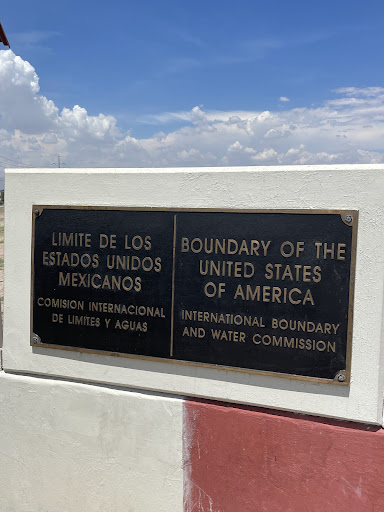 LIMITE DE LOS
ESTADOS UNIDOS
MEXICANOS
COMISION INTERNACIONAL
DE LIMITES Y AGUAS
BOUNDARY OF THE
UNITED STATES
OF AMERICA
INTERNATIONAL BOUNDARY
AND WATER COMMISSION